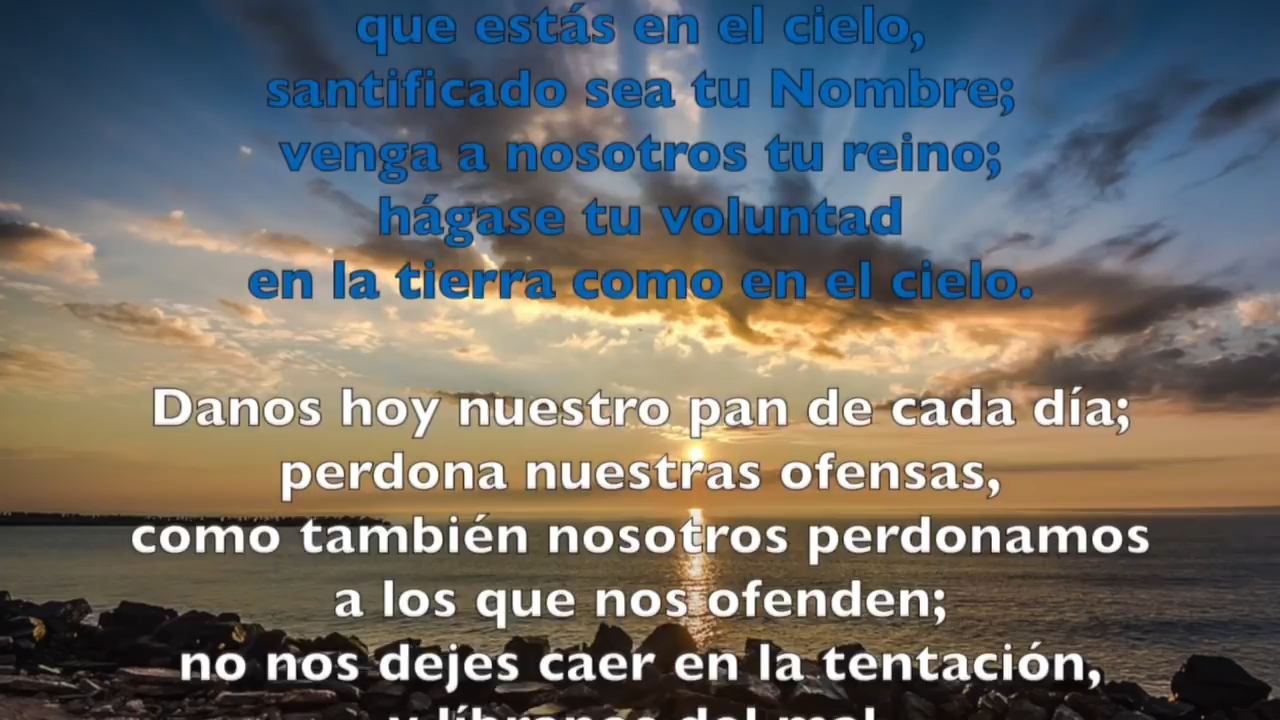 que estás en el cielo,
santificado sea tu Nombre;
venga a nosotros tu reino;
hágase tu voluntad
en la tierra como en el cielo.
Danos hoy nuestro pan de cada día;
perdona nuestras ofensas,
como también nosotros perdonamos
a los que nos ofenden;
no nos dejes caer en la tentación,
y líbranos del mal